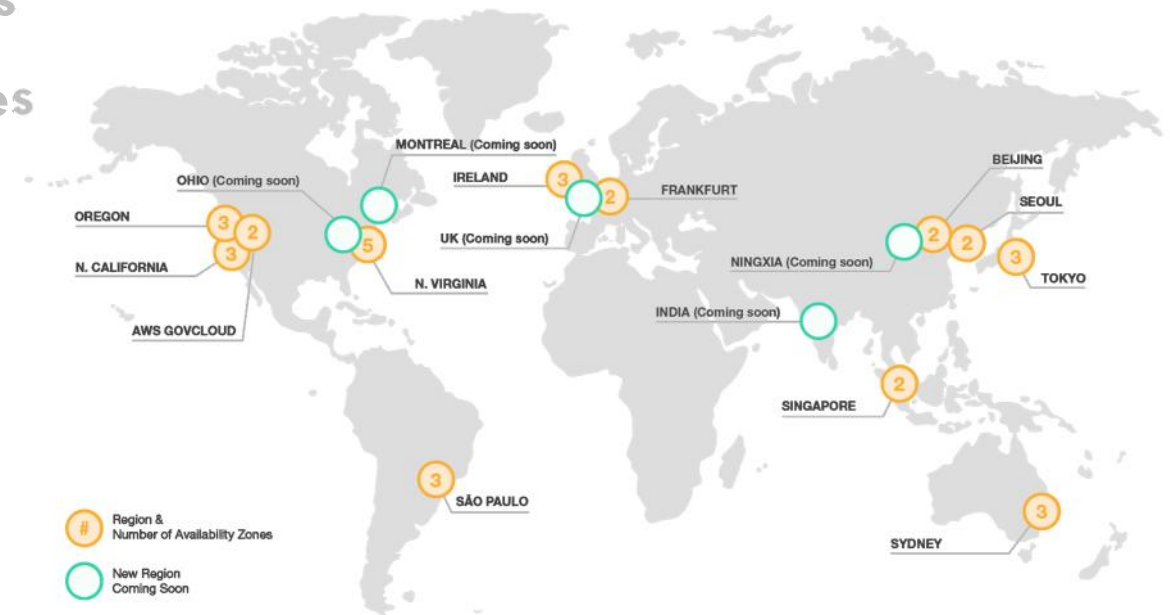 MONTREAL (Coming soon)
OHIO (Coming soon)
OREGON
3
2
3
5
N. CALIFORNIA
N. VIRGINIA
AWS GOVCLOUD
IRELAND
3
2
FRANKFURT
UK (Coming soon)
BEIJING
SEOUL
2
2
3
NINGXIA (Coming soon)
TOKYO
INDIA (Coming soon)
2
SINGAPORE
3
SÃO PAULO
3
SYDNEY
#
Region &
Number of Availability Zones
New Region
Coming Soon